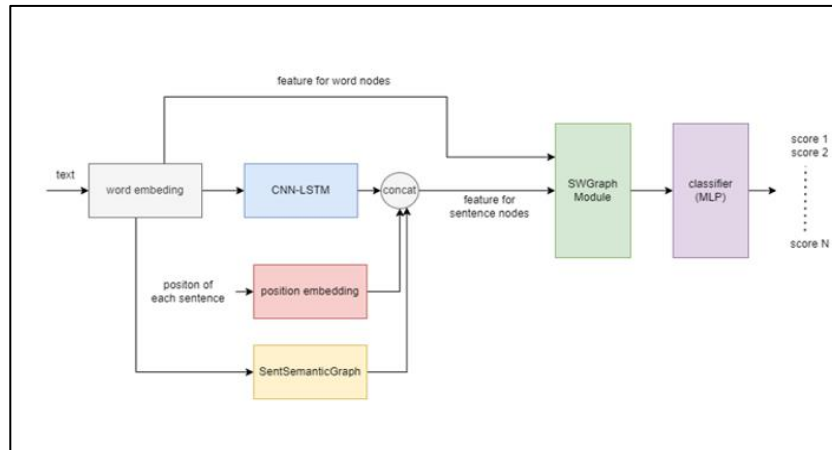 feature for word nodes
text
word embeding
CNN-LSTM
concat
feature for
sentence nodes
SWGraph
Module
classifier
(MLP)
score 1
score 2
score N
positon of
each sentence
position embedding
SentSemanticGraph